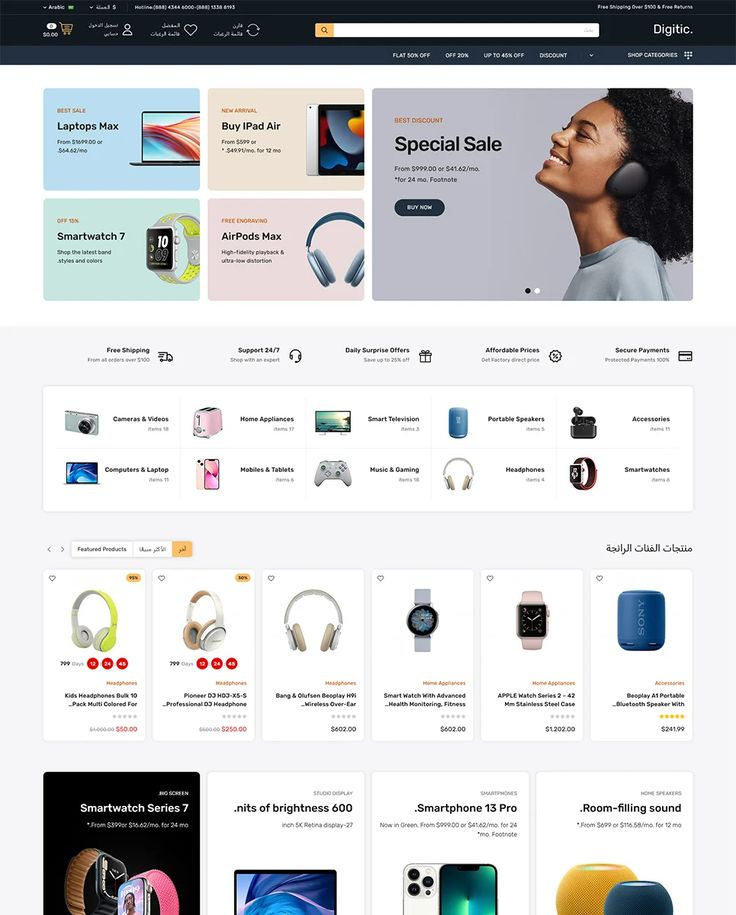 Arabic
العملة $
Hotline:(888) 4344 6000-(888) 1338 8193
Free Shipping Over $100 & Free Returns
0
$0.00
تسجيل الدخول
حسابي
المفضل
قائمة الرغبات
قارن
قائمة الرغبات
بحث
Digitic.
FLAT 50% OFF
OFF 20%
UP TO 45% OFF
DISCOUNT
SHOP CATEGORIES
BEST SALE
Laptops Max
From $1699.00 or
.$64.62/mo
NEW ARRIVAL
Buy IPad Air
From $599 or
* .$49.91/mo. for 12 mo
BEST DISCOUNT
Special Sale
From $999.00 or $41.62/mo.
*for 24 mo. Footnote
BUY NOW
OFF 15%
Smartwatch 7
Shop the latest band
.styles and colors
FREE ENGRAVING
AirPods Max
High-fidelity playback &
ultra-low distortion
Free Shipping
From all orders over $100
Support 24/7
Shop with an expert
Daily Surprise Offers
Save up to 25% off
Affordable Prices
Get Factory direct price
Secure Payments
Protected Payments 100%
Cameras & Videos
items 18
Home Appliances
items 17
Smart Television
items 3
Portable Speakers
items 5
Accessories
items 11
Computers & Laptop
items 11
Mobiles & Tablets
items 6
Music & Gaming
items 18
Headphones
items 4
Smartwatches
items 6
Featured Products
الأكثر مبيعًا
آخر
منتجات الفئات الرائجة
95%
799 Days 12 24 45
Headphones
Kids Headphones Bulk 10
…Pack Multi Colored For
$1,000.00 $50.00
50%
799 Days 12 24 45
Headphones
Pioneer DJ HDJ-X5-S
…Professional DJ Headphone
$500.00 $250.00
Headphones
Bang & Olufsen Beoplay H9i
…Wireless Over-Ear
$602.00
Home Appliances
Smart Watch With Advanced
…Health Monitoring, Fitness
$602.00
Home Appliances
APPLE Watch Series 2 – 42
Mm Stainless Steel Case
$1,202.00
SONY
Accessories
Beoplay A1 Portable
…Bluetooth Speaker With
$241.99
.BIG SCREEN
Smartwatch Series 7
*.From $399or $16.62/mo. for 24 mo
STUDIO DISPLAY
.nits of brightness 600
inch 5K Retina display-27
SMARTPHONES
.Smartphone 13 Pro
Now in Green. From $999.00 or $41.62/mo. for 24
*mo. Footnote
HOME SPEAKERS
.Room-filling sound
*.From $699 or $116.58/mo. for 12 mo